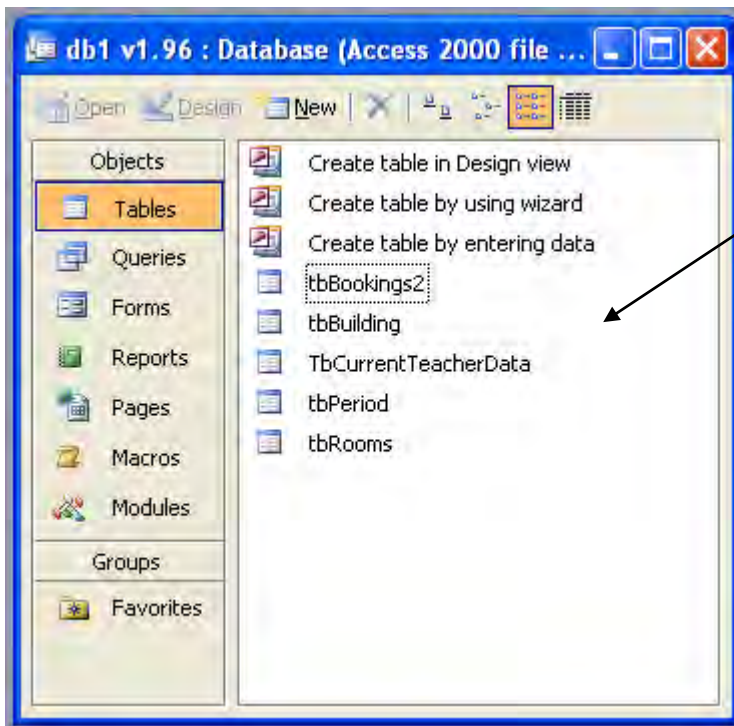 db1 v1.96 : Database (Access 2000 file ...
Open Design New
Objects
Tables
Queries
Forms
Reports
Pages
Macros
Modules
Groups
Favorites
Create table in Design view
Create table by using wizard
Create table by entering data
tbBookings2
tbBuilding
TbCurrentTeacherData
tbPeriod
tbRooms